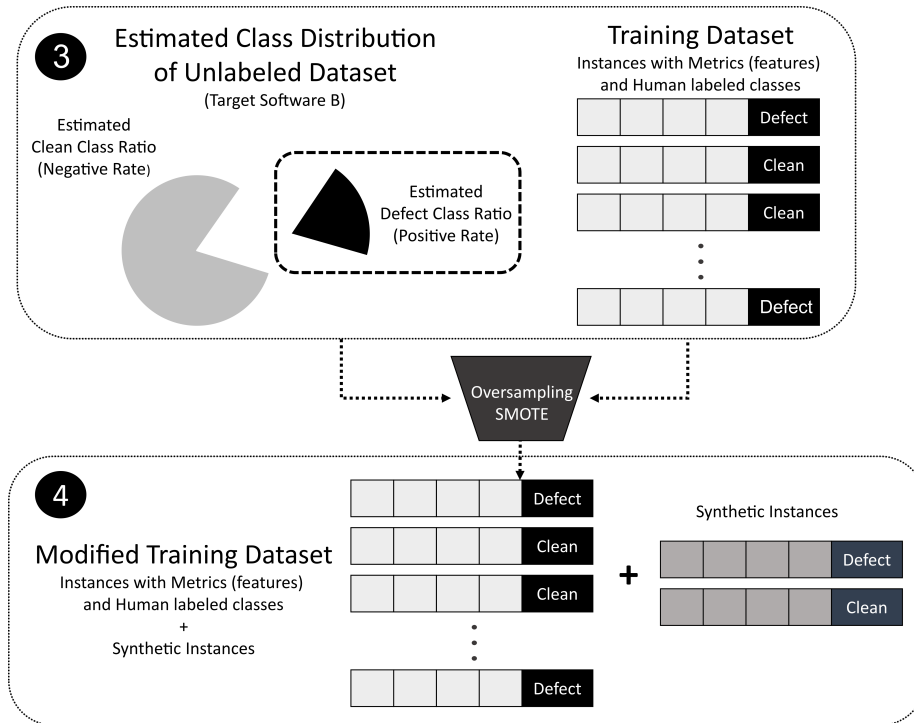 3
Estimated Class Distribution
of Unlabeled Dataset
(Target Software B)
Estimated
Clean Class Ratio
(Negative Rate)
Estimated
Defect Class Ratio
(Positive Rate)
Training Dataset
Instances with Metrics (features)
and Human labeled classes
Defect
Clean
Clean
Defect
Oversampling
SMOTE
4
Modified Training Dataset
Instances with Metrics (features)
and Human labeled classes
+
Synthetic Instances
Defect
Clean
Clean
Defect
+
Synthetic Instances
Defect
Clean